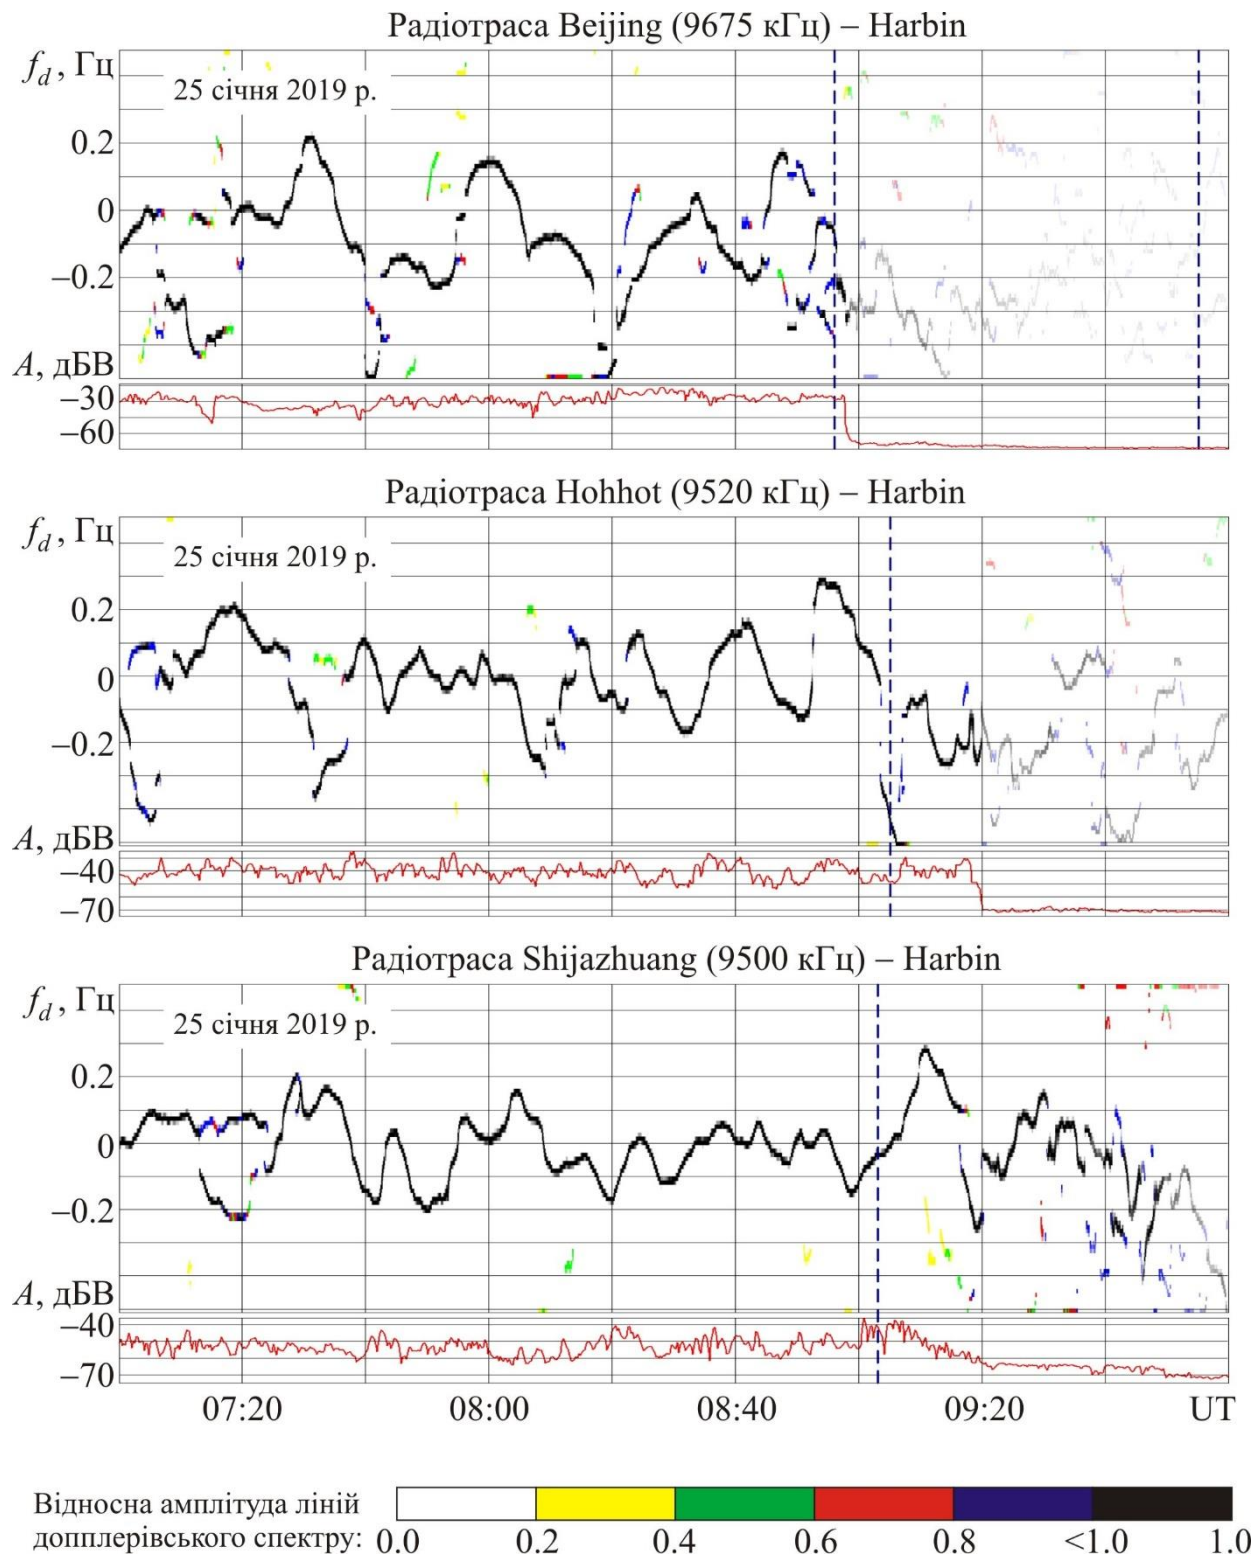 Радіотраса Beijing (9675 кГц) – Harbin
f_d, Гц
25 січня 2019 р.
0.2
0
–0.2
A, дБВ
–30
–60
Радіотраса Hohhot (9520 кГц) – Harbin
f_d, Гц
25 січня 2019 р.
0.2
0
–0.2
A, дБВ
–40
–70
Радіотраса Shijazhuang (9500 кГц) – Harbin
f_d, Гц
25 січня 2019 р.
0.2
0
–0.2
A, дБВ
–40
–70
07:20 08:00 08:40 09:20 UT
Відносна амплітуда ліній
допплерівського спектру: 0.0 0.2 0.4 0.6 0.8 <1.0 1.0